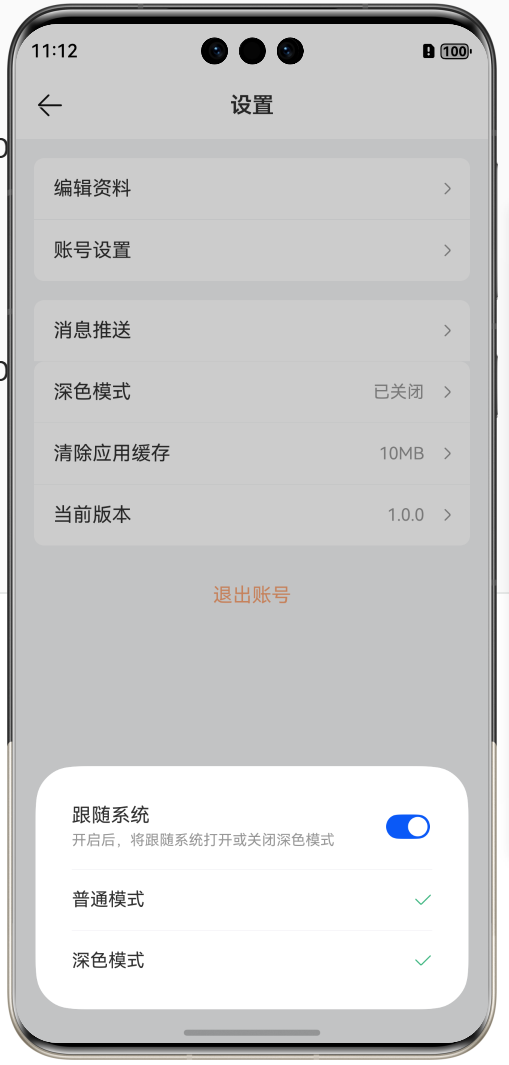 11:12
100
设置
编辑资料
账号设置
消息推送
深色模式 已关闭
清除应用缓存 10MB
当前版本 1.0.0
退出账号
跟随系统
开启后，将跟随系统打开或关闭深色模式
普通模式
深色模式